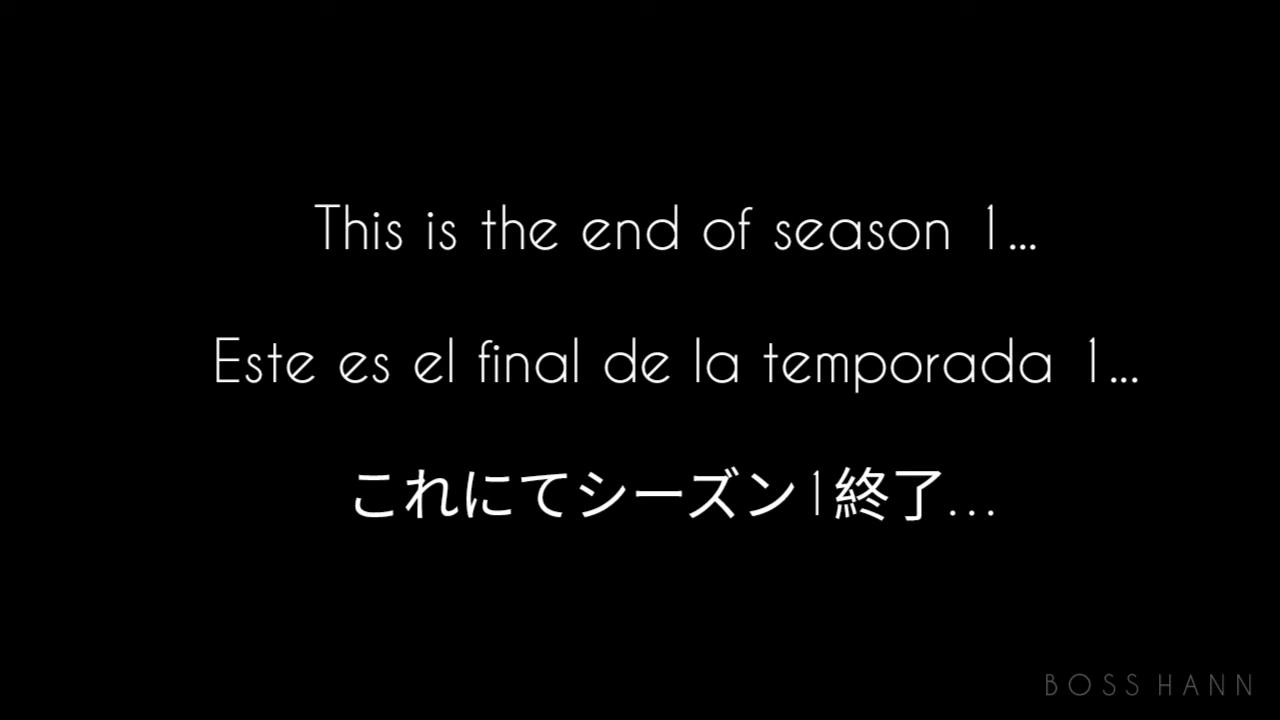 This is the end of season 1...
Este es el final de la temporada 1...
これにてシーズン1終了...
BOSS HANN